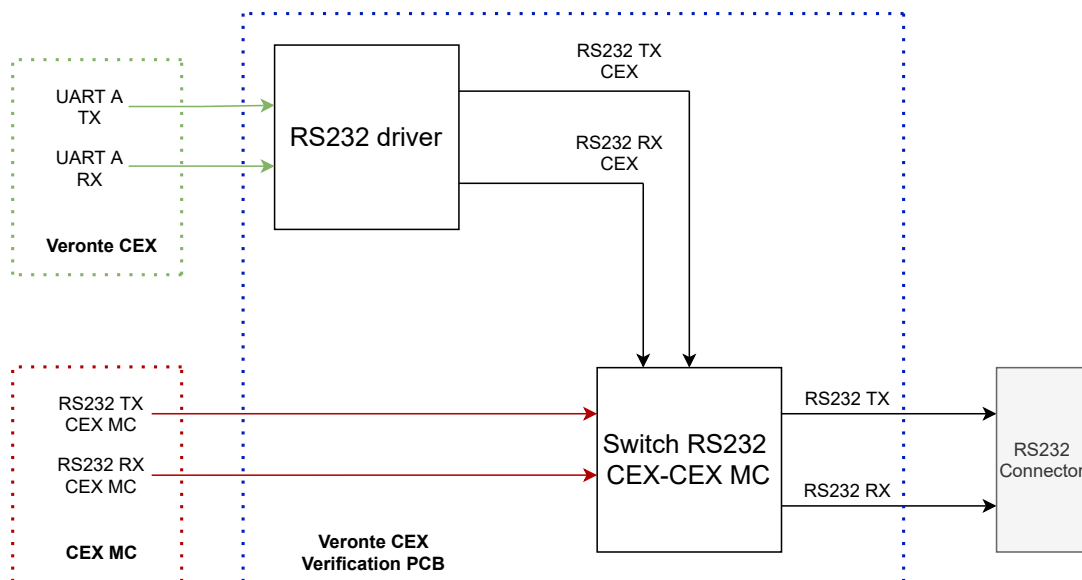 RS232 TX
CEX
UART A
TX
RS232 driver
RS232 RX
CEX
UART A
RX
Veronte CEX
RS232 TX
CEX MC
RS232 TX
Switch RS232
CEX-CEX MC
RS232
Connector
RS232 RX
CEX MC
RS232 RX
Veronte CEX
Verification PCB
CEX MC